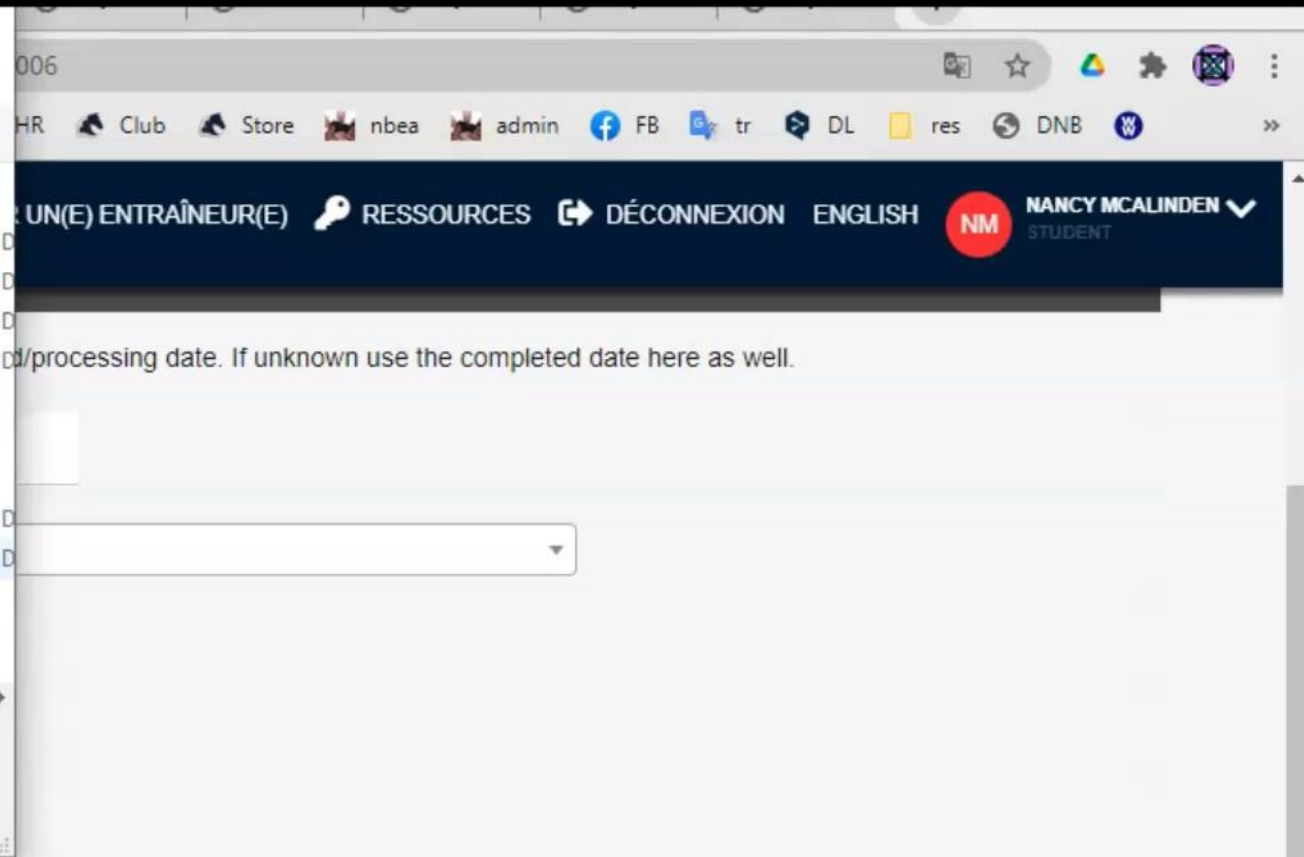 006
HR Club Store nbea admin FB tr DL res DNB
UN(E) ENTRAÎNEUR(E) RESSOURCES DÉCONNEXION ENGLISH NM NANCY MCALINDEN
STUDENT
D
D
D
D
d/processing date. If unknown use the completed date here as well.
D
D